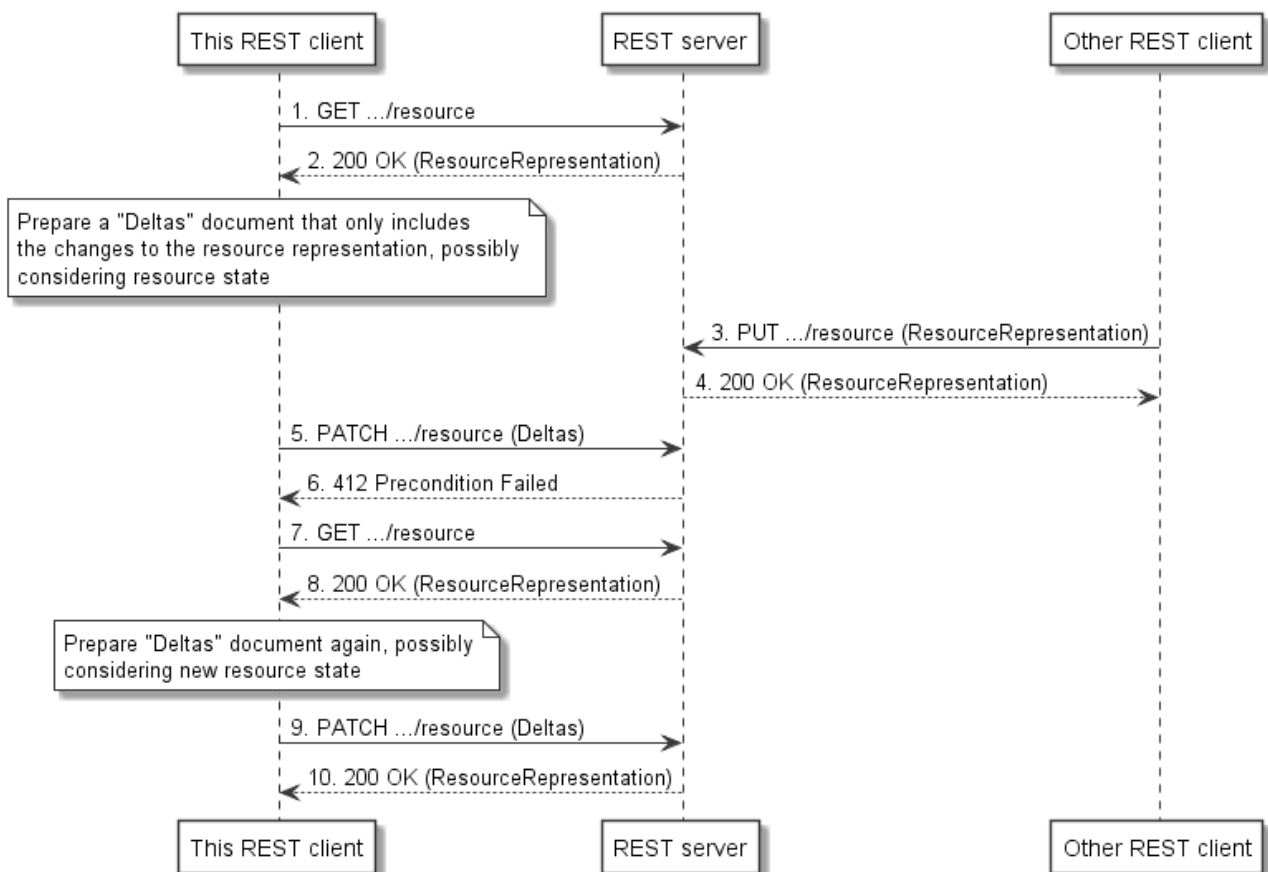 This REST client
REST server
Other REST client
1. GET .../resource
2. 200 OK (ResourceRepresentation)
Prepare a "Deltas" document that only includes
the changes to the resource representation, possibly
considering resource state
3. PUT .../resource (ResourceRepresentation)
4. 200 OK (ResourceRepresentation)
5. PATCH .../resource (Deltas)
6. 412 Precondition Failed
7. GET .../resource
8. 200 OK (ResourceRepresentation)
Prepare "Deltas" document again, possibly
considering new resource state
9. PATCH .../resource (Deltas)
10. 200 OK (ResourceRepresentation)
This REST client
REST server
Other REST client